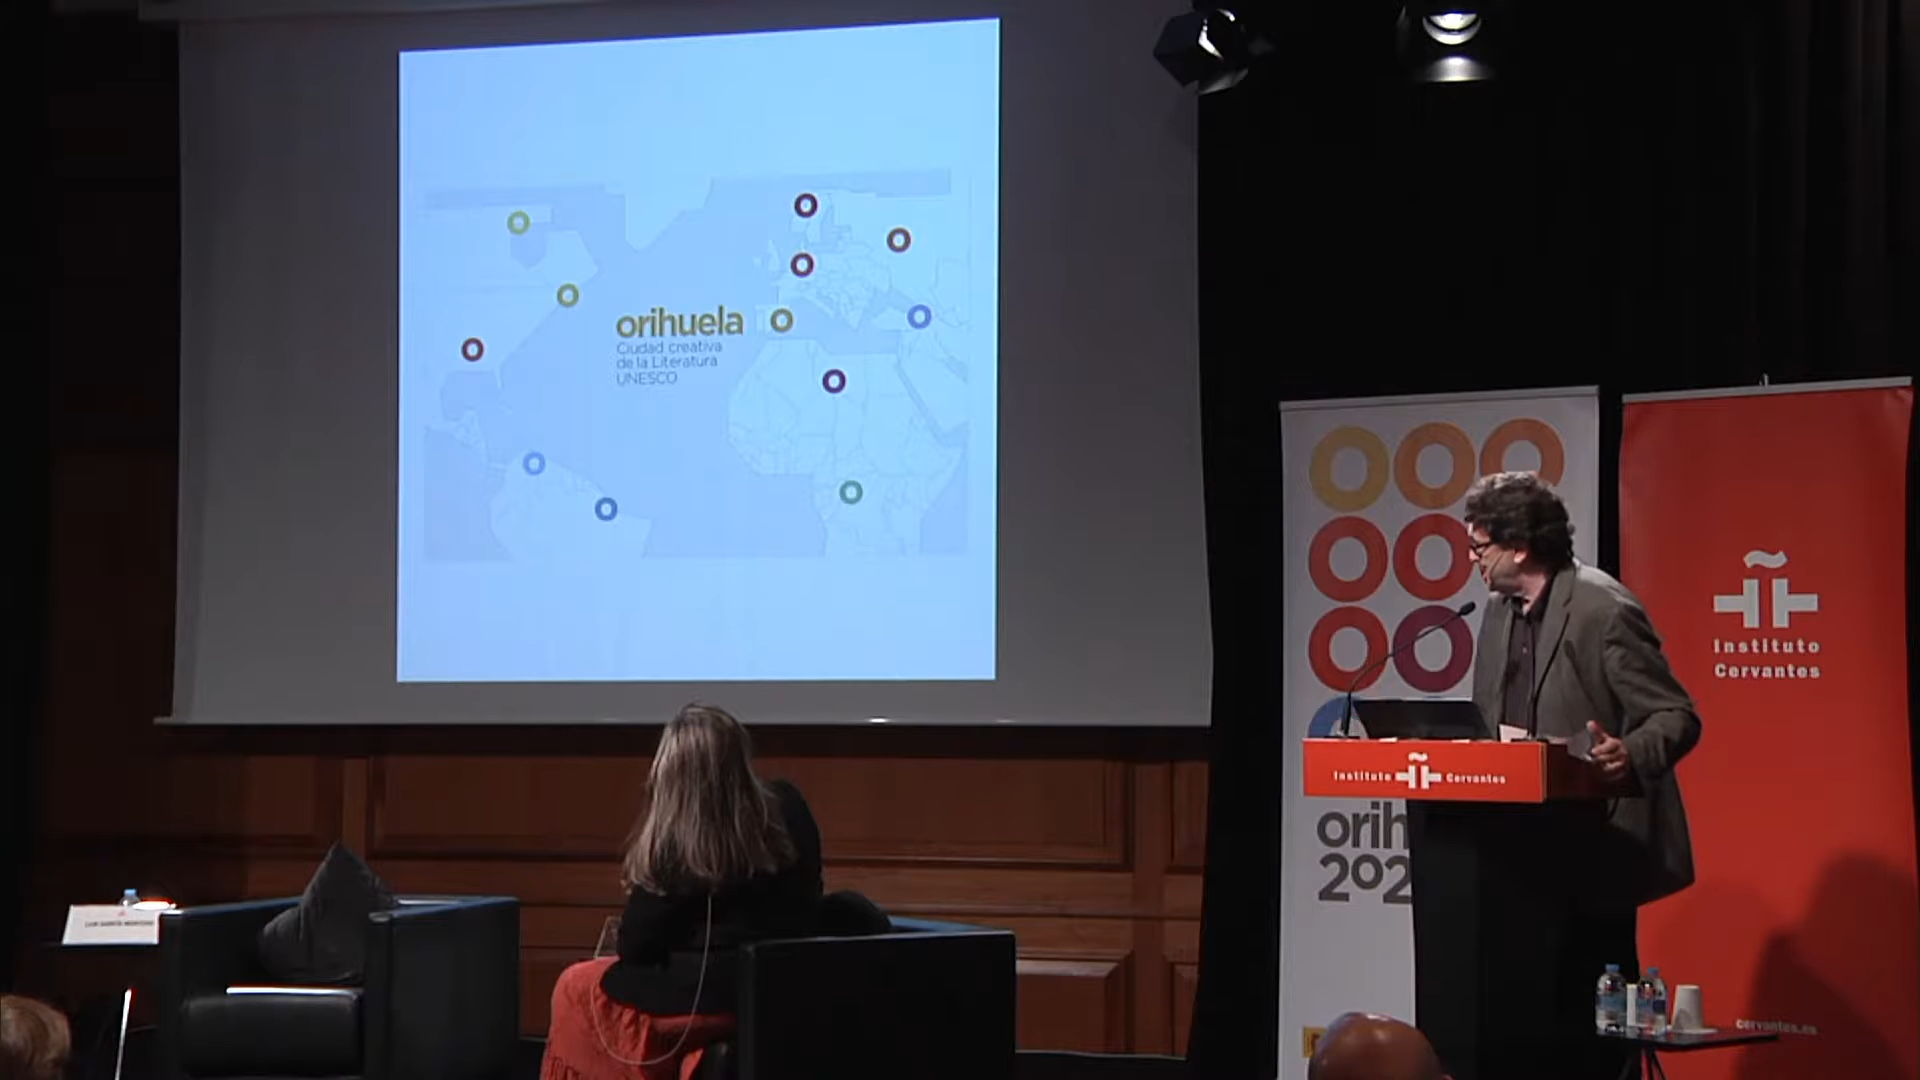 orihuela
Ciudad creativa
de la Literatura
UNESCO
Instituto
Cervantes
Instituto Cervantes
orih
202
cervantes.es